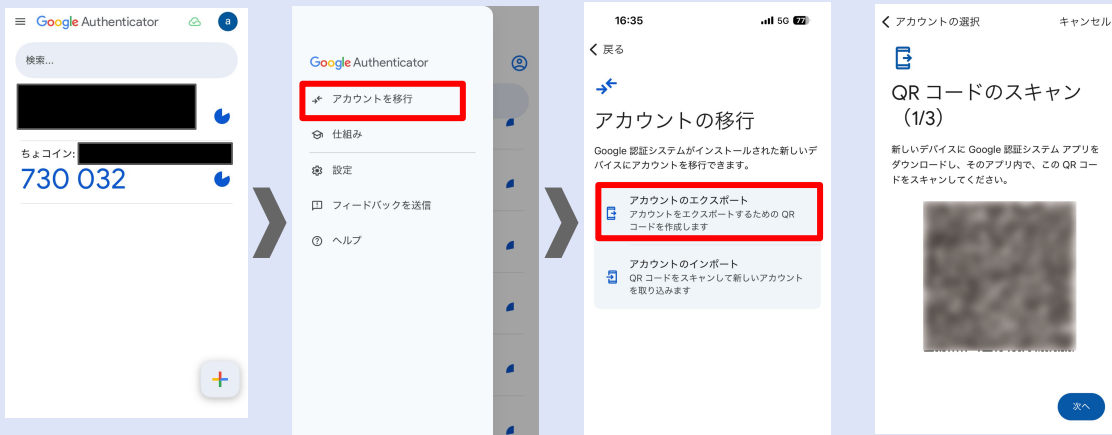 Google Authenticator
a
検索...
ちょコイン:
730 032
Google Authenticator
アカウントを移行
仕組み
設定
フィードバックを送信
ヘルプ
16:35
5G 77
戻る
アカウントの移行
Google 認証システムがインストールされた新しいデ
バイスにアカウントを移行できます。
アカウントのエクスポート
アカウントをエクスポートするための QR
コードを作成します
アカウントのインポート
QR コードをスキャンして新しいアカウント
を取り込みます
アカウントの選択
キャンセル
QR コードのスキャン
（1/3）
新しいデバイスに Google 認証システム アプリを
ダウンロードし、そのアプリ内で、この QR コー
ドをスキャンしてください。
次へ